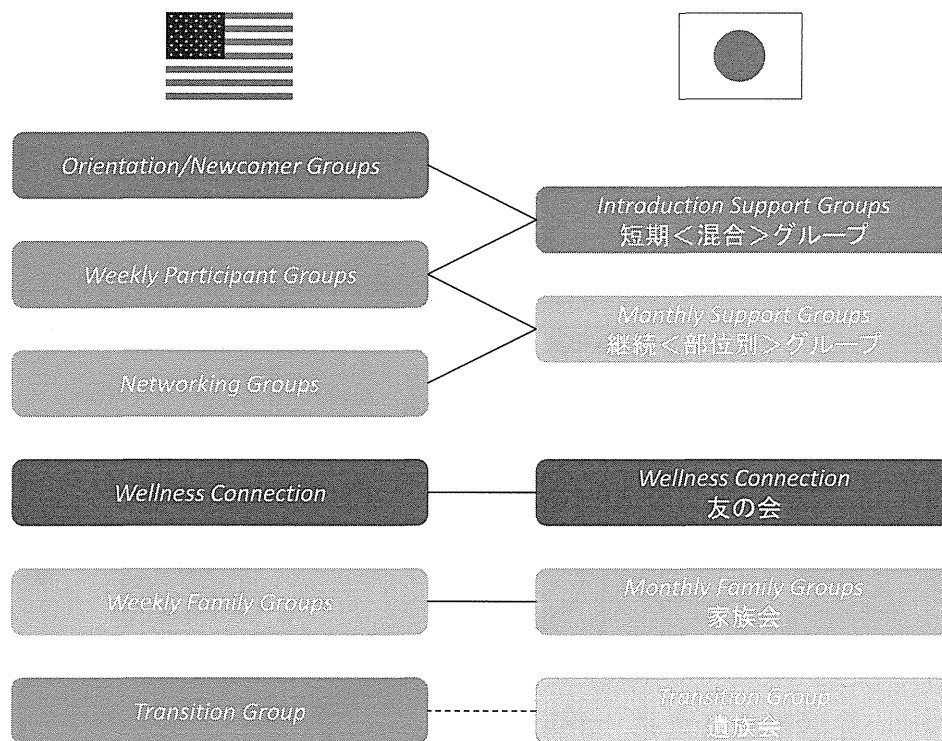 Orientation/Newcomer Groups
Weekly Participant Groups
Networking Groups
Wellness Connection
Weekly Family Groups
Transition Group
Introduction Support Groups
短期＜混合＞グループ
Monthly Support Groups
継続＜部位別＞グループ
Wellness Connection
友の会
Monthly Family Groups
家族会
Transition Group
遺族会